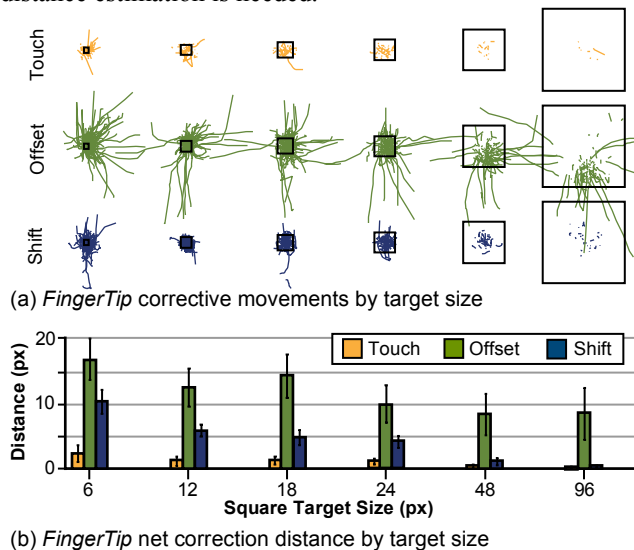 distance estimation is needed.
Touch
Offset
Shift
(a) FingerTip corrective movements by target size
20
10
0
Distance (px)
Touch Offset Shift
6 12 18 24 48 96
Square Target Size (px)
(b) FingerTip net correction distance by target size